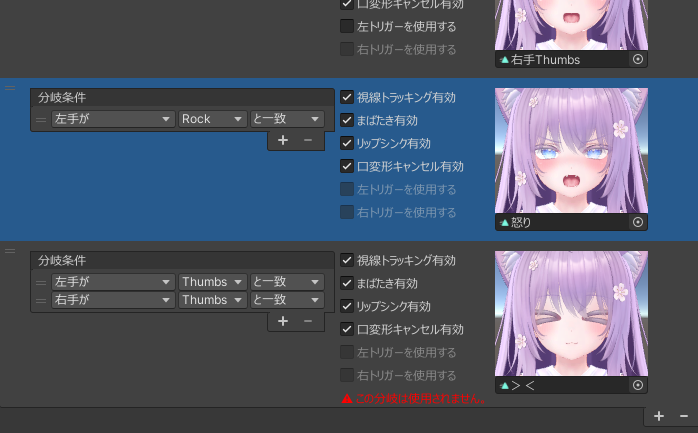 口変形キャンセル有効
左トリガーを使用する
右トリガーを使用する
右手Thumbs
分岐条件
左手が Rock と一致
視線トラッキング有効
まばたき有効
リップシンク有効
口変形キャンセル有効
左トリガーを使用する
右トリガーを使用する
怒り
分岐条件
左手が Thumbs と一致
右手が Thumbs と一致
視線トラッキング有効
まばたき有効
リップシンク有効
口変形キャンセル有効
左トリガーを使用する
右トリガーを使用する
この分岐は使用されません。
＞＜